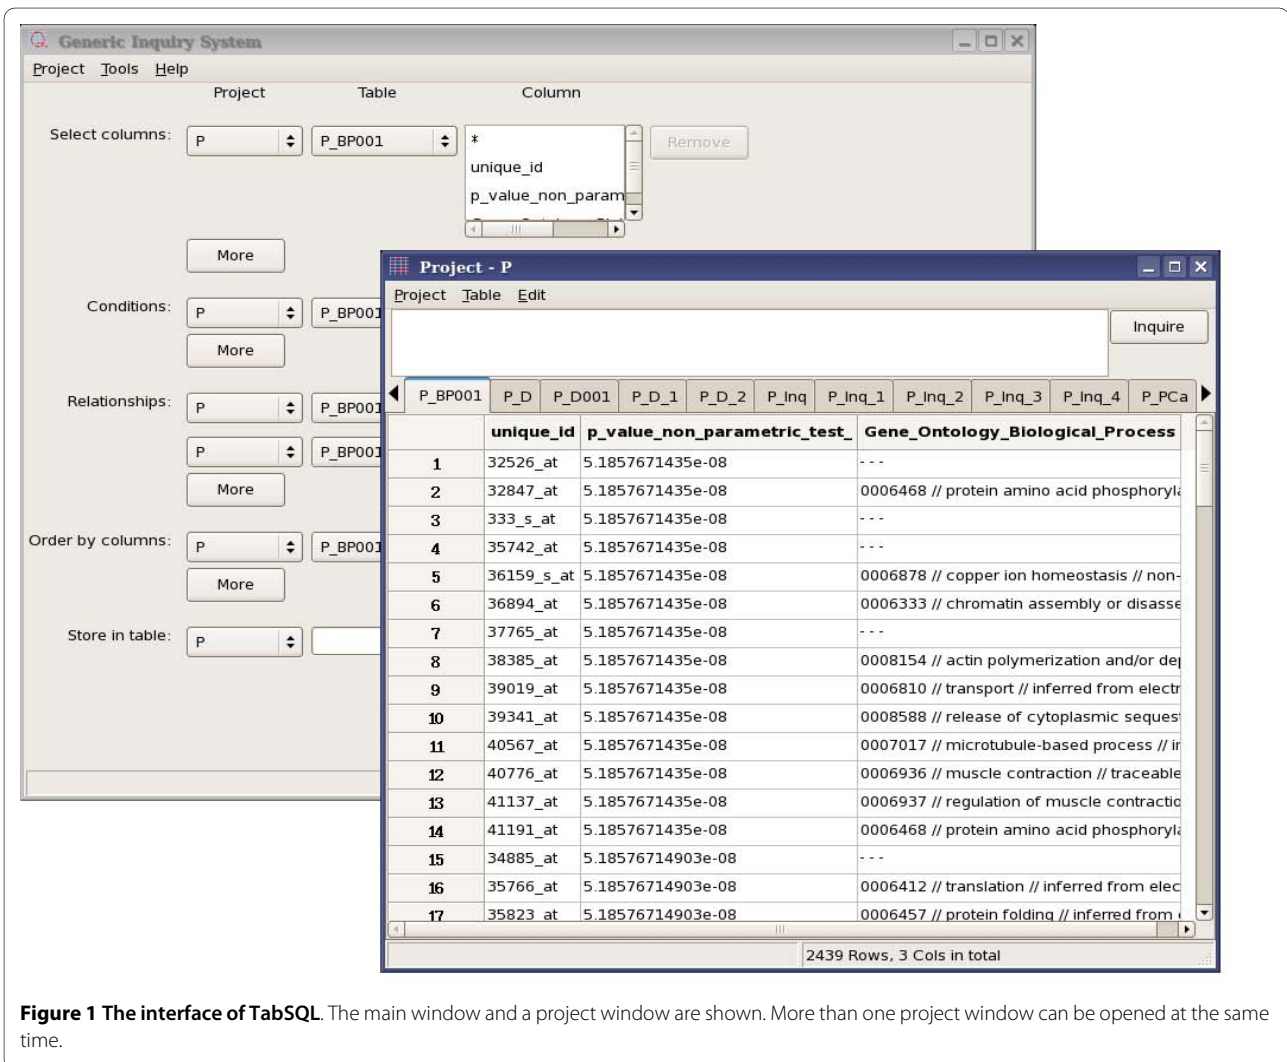 Generic Inquiry System
Project Tools Help
Project Table Column
Select columns: P P_BP001 * Remove
unique_id
p_value_non_param
More
Conditions: P P_BP001
More
Relationships: P P_BP001
P P_BP001
More
Order by columns: P P_BP001
More
Store in table: P
Project - P
Project Table Edit
Inquire
P_BP001 P_D P_D001 P_D_1 P_D_2 P_Inq P_Inq_1 P_Inq_2 P_Inq_3 P_Inq_4 P_PCa
unique_id p_value_non_parametric_test_ Gene_Ontology_Biological_Process
1 32526_at 5.1857671435e-08 ---
2 32847_at 5.1857671435e-08 0006468 // protein amino acid phosphoryla
3 333_s_at 5.1857671435e-08 ---
4 35742_at 5.1857671435e-08 ---
5 36159_s_at 5.1857671435e-08 0006878 // copper ion homeostasis // non-
6 36894_at 5.1857671435e-08 0006333 // chromatin assembly or disasse
7 37765_at 5.1857671435e-08 ---
8 38385_at 5.1857671435e-08 0008154 // actin polymerization and/or dep
9 39019_at 5.1857671435e-08 0006810 // transport // inferred from electr
10 39341_at 5.1857671435e-08 0008588 // release of cytoplasmic sequest
11 40567_at 5.1857671435e-08 0007017 // microtubule-based process // in
12 40776_at 5.1857671435e-08 0006936 // muscle contraction // traceable
13 41137_at 5.1857671435e-08 0006937 // regulation of muscle contractio
14 41191_at 5.1857671435e-08 0006468 // protein amino acid phosphoryla
15 34885_at 5.18576714903e-08 ---
16 35766_at 5.18576714903e-08 0006412 // translation // inferred from elec
17 35823_at 5.18576714903e-08 0006457 // protein folding // inferred from
2439 Rows, 3 Cols in total
Figure 1 The interface of TabSQL. The main window and a project window are shown. More than one project window can be opened at the same
time.